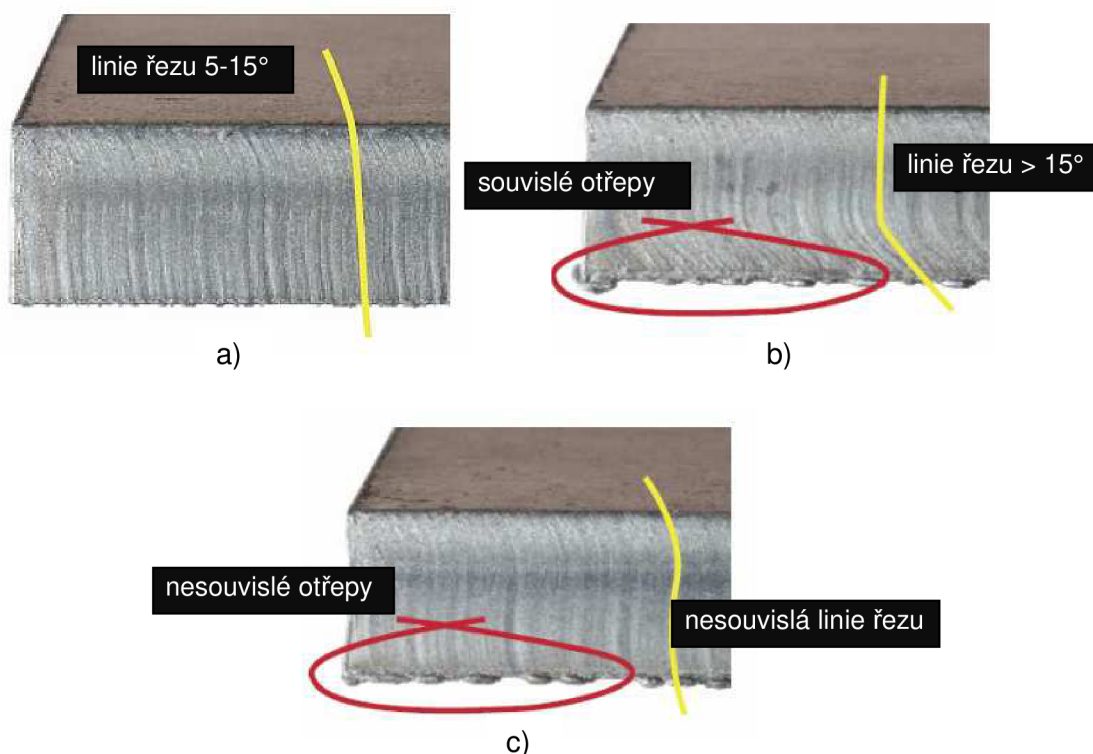 linie řezu 5-15°
linie řezu > 15°
souvislé otřepy
a)
b)
nesouvislé otřepy
nesouvislá linie řezu
c)